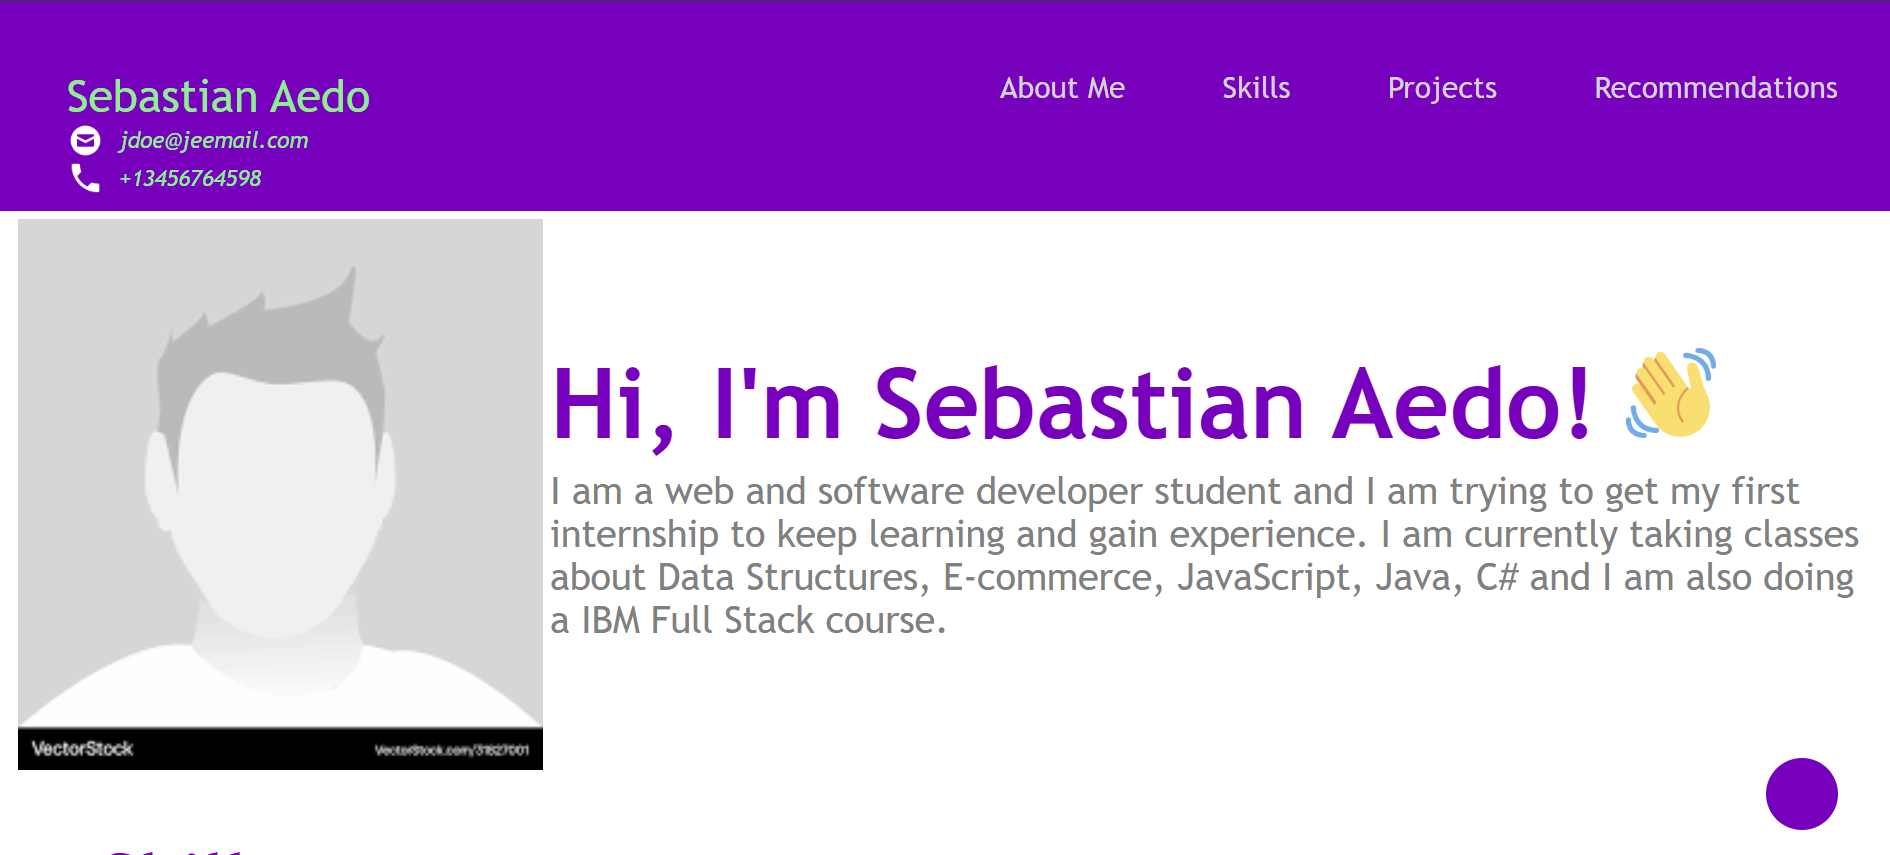 Sebastian Aedo
jdoe@jeemail.com
+13456764598
About Me
Skills
Projects
Recommendations
Hi, I'm Sebastian Aedo! 👋
I am a web and software developer student and I am trying to get my first
internship to keep learning and gain experience. I am currently taking classes
about Data Structures, E-commerce, JavaScript, Java, C# and I am also doing
a IBM Full Stack course.
VectorStock
VectorStock.com/31827001